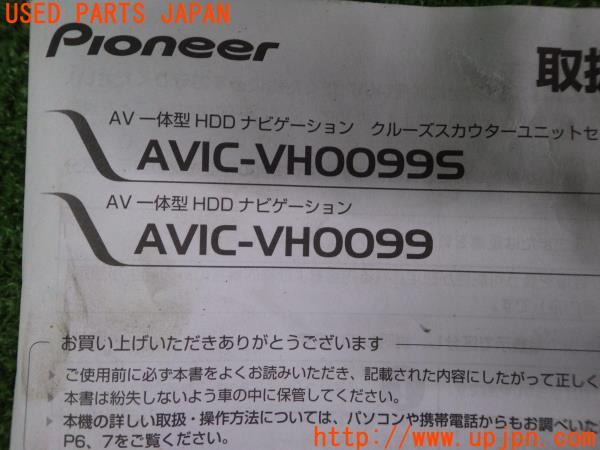 USED PARTS JAPAN
Pioneer
取扱
AV 一体型 HDD ナビゲーション クルーズスカウターユニットセ
AVIC-VH0099S
AV 一体型 HDD ナビゲーション
AVIC-VH0099
お買い上げいただきありがとうございます
ご使用前に必ず本書をよくお読みいただき、記載された内容にしたがって正しく
本書は紛失しないよう車の中に保管してください。
本機の詳しい取扱・操作方法については、パソコンや携帯電話からもお調べいた
P6、7をご覧ください。
http://www.upjpn.com